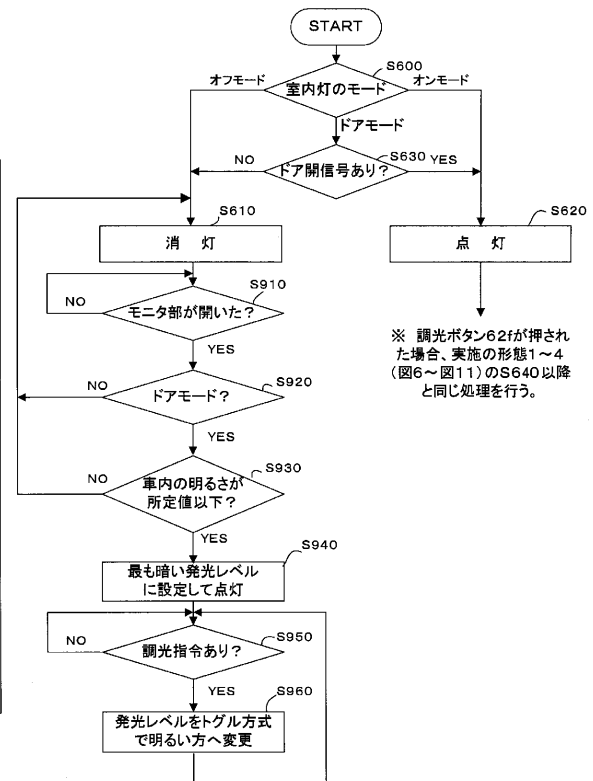 START
S600
オフモード
室内灯のモード
オンモード
ドアモード
S630
NO
ドア開信号あり?
YES
S610
消 灯
S620
点 灯
S910
NO
モニタ部が開いた?
YES
※ 調光ボタン62fが押され
た場合、実施の形態1~4
(図6~図11)のS640以降
と同じ処理を行う。
S920
NO
ドアモード?
YES
S930
NO
車内の明るさが
所定値以下?
YES
S940
最も暗い発光レベル
に設定して点灯
S950
NO
調光指令あり?
YES
S960
発光レベルをトグル方式
で明るい方へ変更